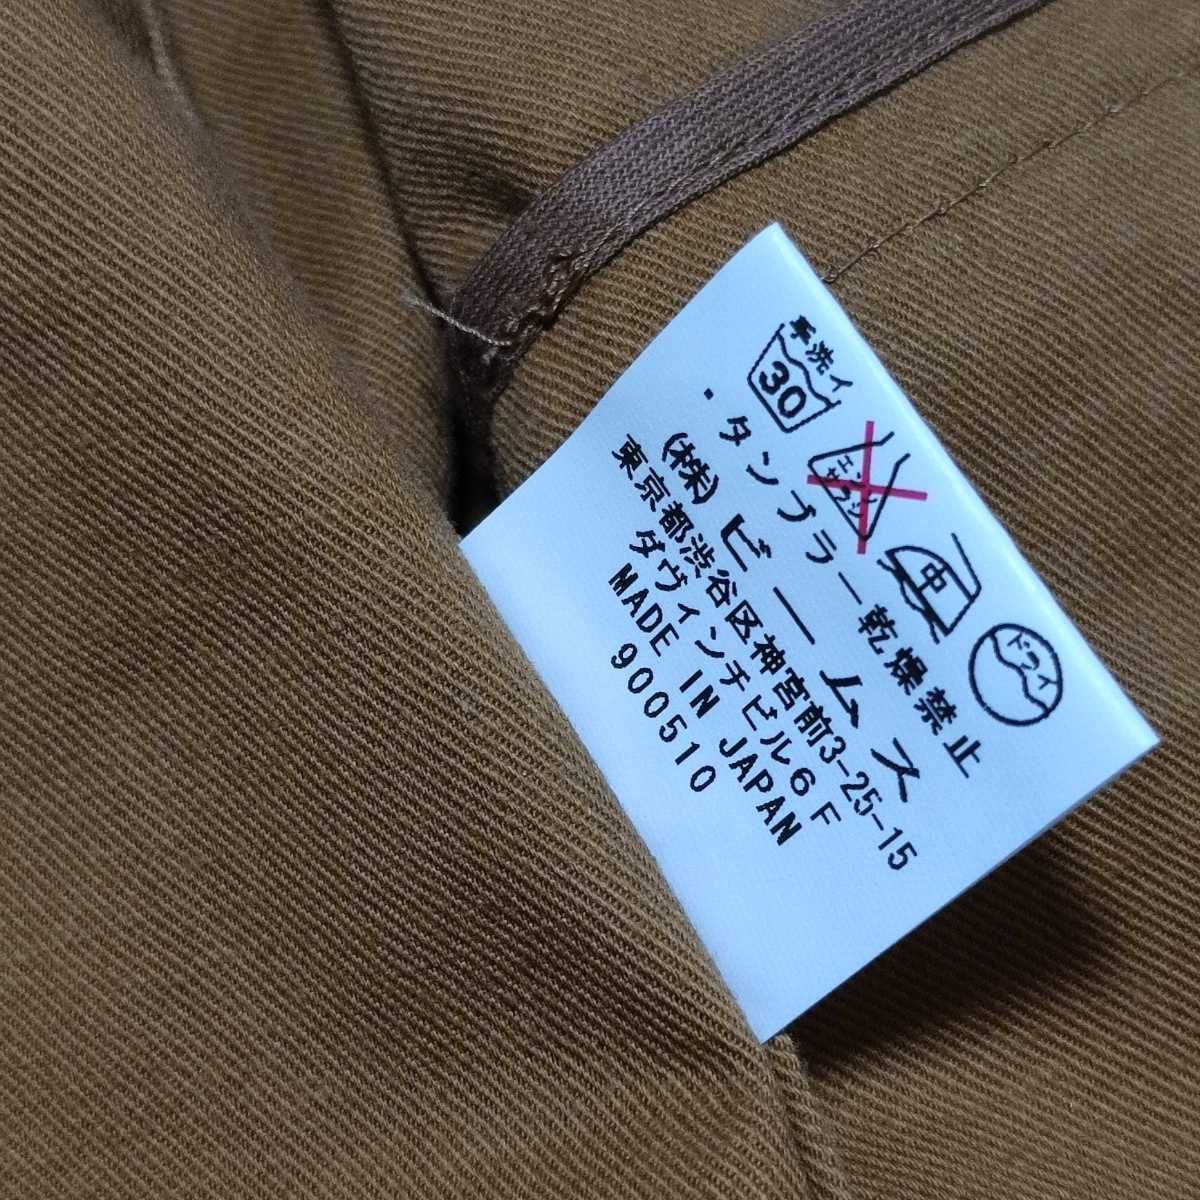 手洗イ
30 エンソサラシ 中 ドライ
・タンブラー乾燥禁止
(株)ビームス
東京都渋谷区神宮前3-25-15
ダヴィンチビル6F
MADE IN JAPAN
900510